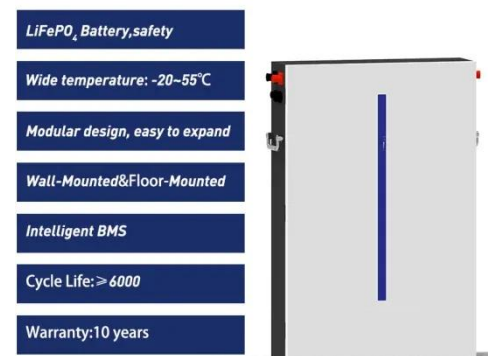 LiFePO₄ Battery,safety
Wide temperature: -20~55℃
Modular design, easy to expand
Wall-Mounted&Floor-Mounted
Intelligent BMS
Cycle Life:≥6000
Warranty:10 years